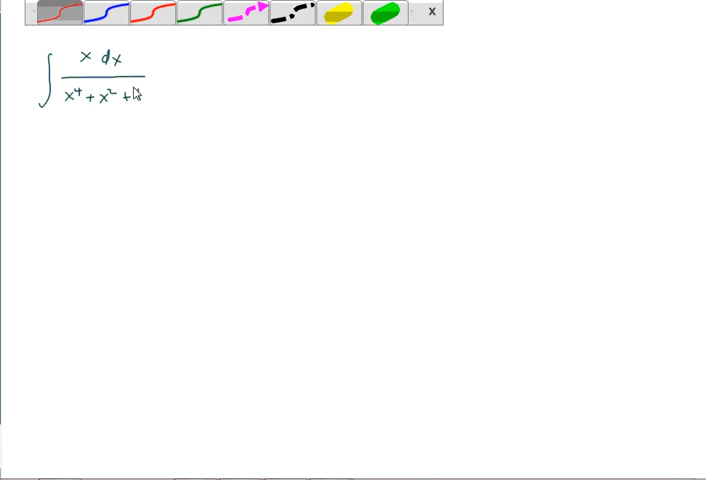 ∫ x dx / x⁴ + x² +
x